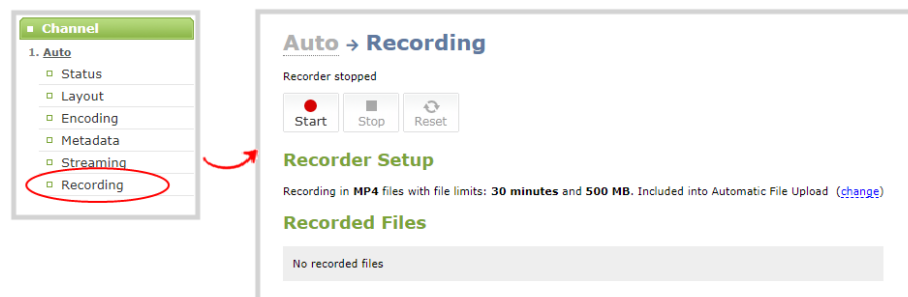 Channel
1. Auto
Status
Layout
Encoding
Metadata
Streaming
Recording
Auto → Recording
Recorder stopped
Start Stop Reset
Recorder Setup
Recording in MP4 files with file limits: 30 minutes and 500 MB. Included into Automatic File Upload (change)
Recorded Files
No recorded files